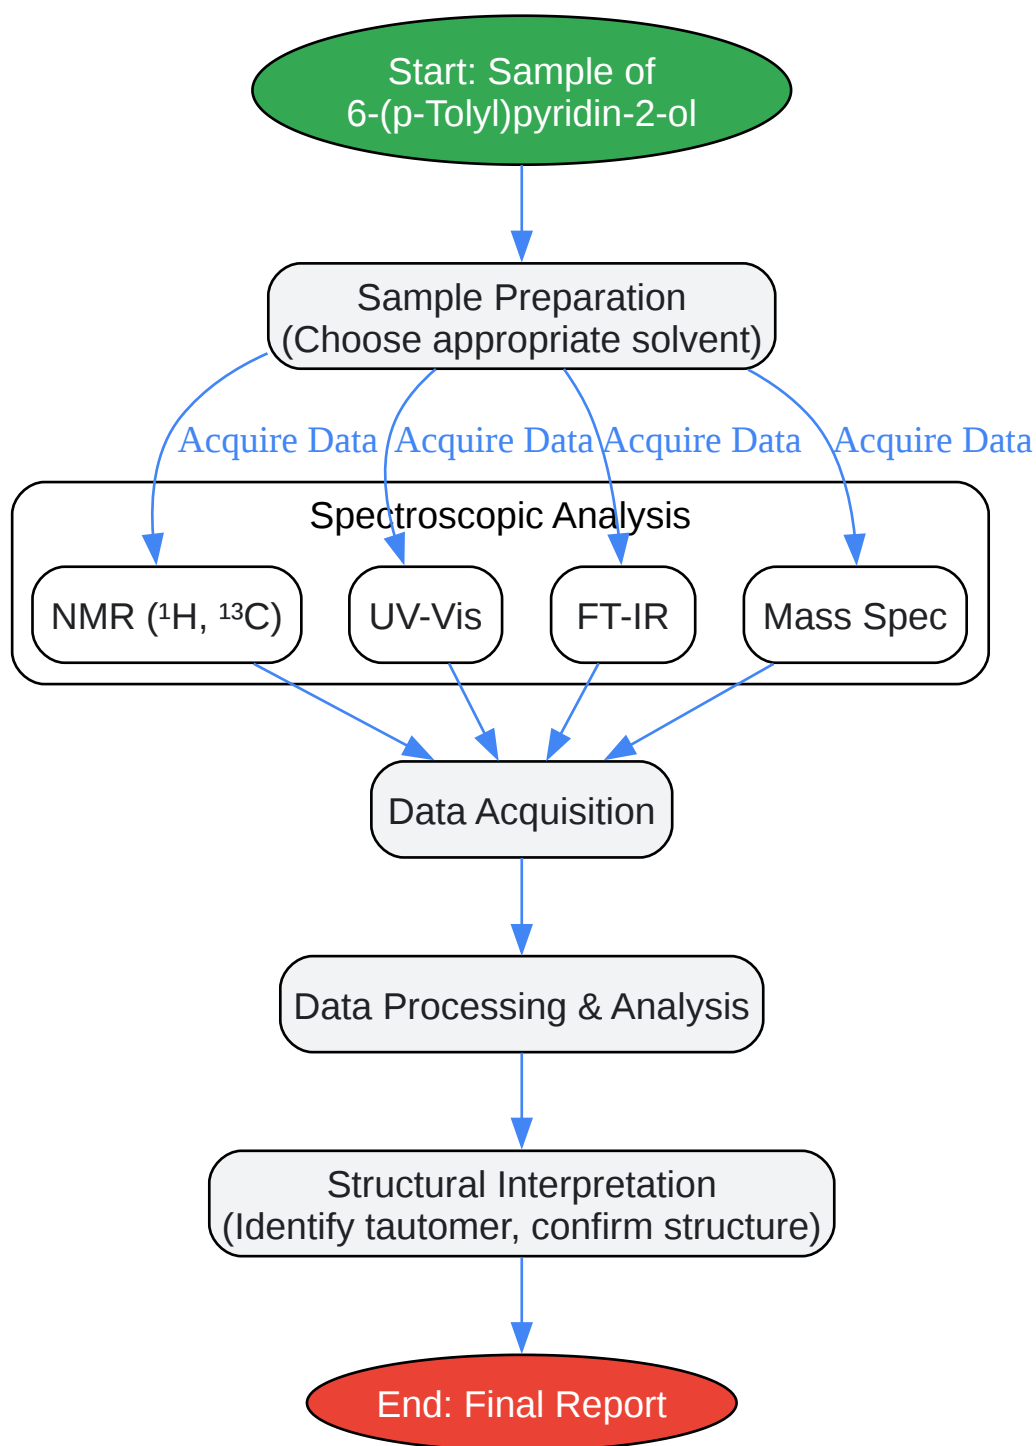 Start: Sample of
6-(p-Tolyl)pyridin-2-ol
Sample Preparation
(Choose appropriate solvent)
Acquire Data
Acquire Data
Acquire Data
Acquire Data
Spectroscopic Analysis
NMR (¹H, ¹³C)
UV-Vis
FT-IR
Mass Spec
Data Acquisition
Data Processing & Analysis
Structural Interpretation
(Identify tautomer, confirm structure)
End: Final Report